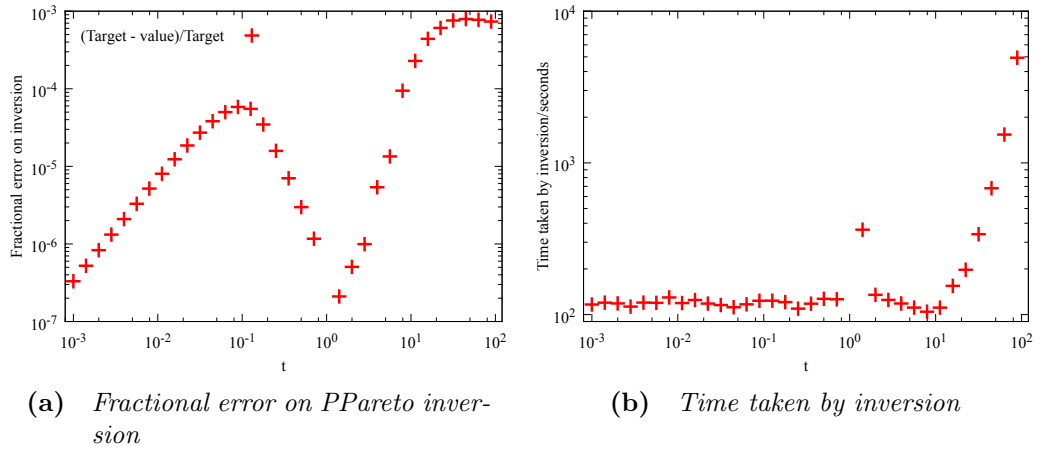 10^-3
10^-4
10^-5
10^-6
10^-7
Fractional error on inversion
(Target - value)/Target
10^-3 10^-2 10^-1 10^0 10^1 10^2
t
(a) Fractional error on PPareto inver-
sion
10^4
10^3
10^2
Time taken by inversion/seconds
10^-3 10^-2 10^-1 10^0 10^1 10^2
t
(b) Time taken by inversion